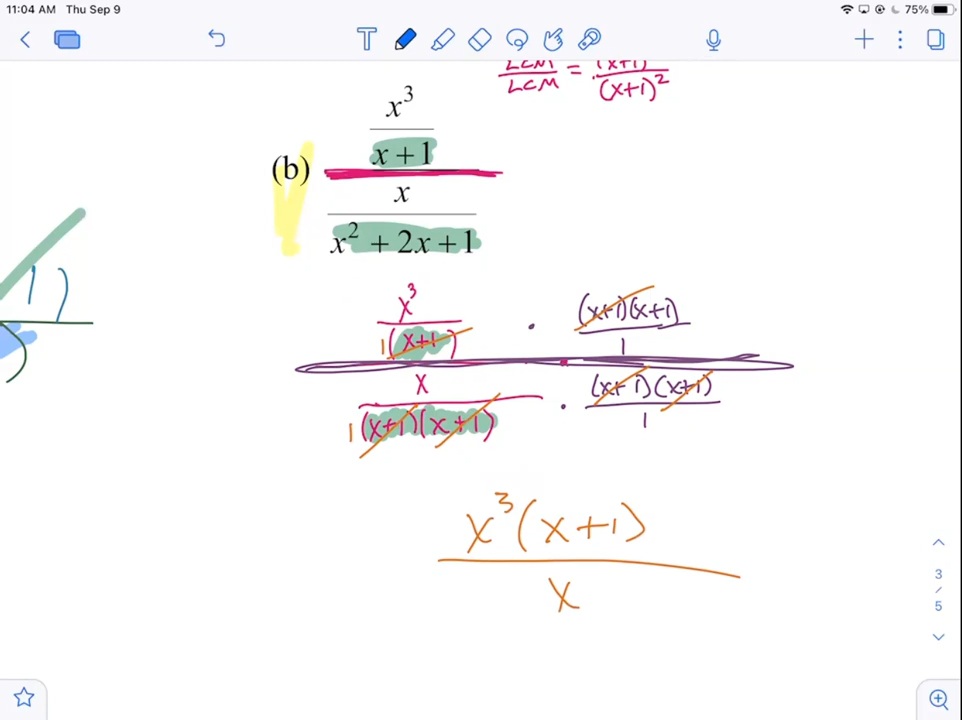 11:04 AM Thu Sep 9 75%
LCM/LCM = (x+1)²/(x+1)²
(b)
x³
x + 1
x
x² + 2x + 1
x³ · (x+1)(x+1)
1(x+1) 1
x · (x+1)(x+1)
1(x+1)(x+1) 1
x³(x+1)
x
3
/
5